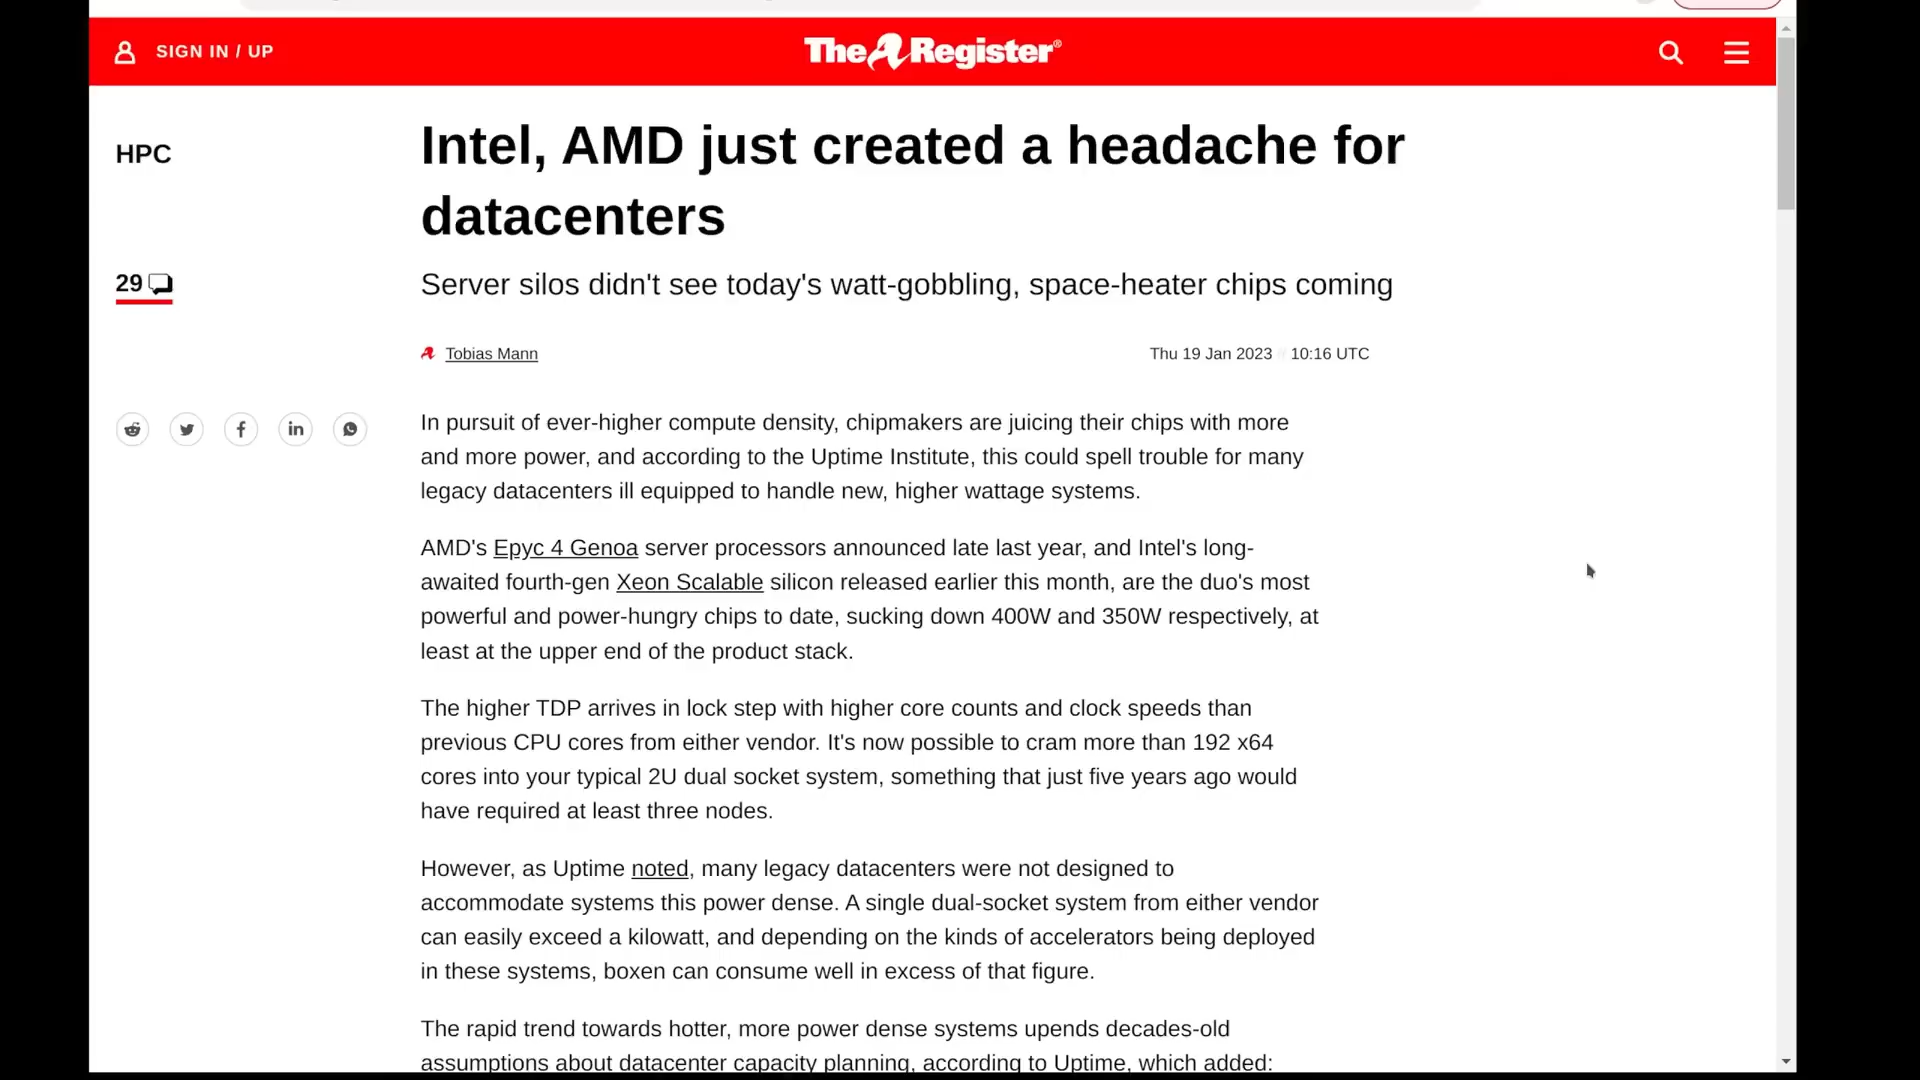 SIGN IN / UP
The Register®
HPC
Intel, AMD just created a headache for
datacenters
29
Server silos didn't see today's watt-gobbling, space-heater chips coming
Tobias Mann
Thu 19 Jan 2023 // 10:16 UTC
In pursuit of ever-higher compute density, chipmakers are juicing their chips with more
and more power, and according to the Uptime Institute, this could spell trouble for many
legacy datacenters ill equipped to handle new, higher wattage systems.
AMD's Epyc 4 Genoa server processors announced late last year, and Intel's long-
awaited fourth-gen Xeon Scalable silicon released earlier this month, are the duo's most
powerful and power-hungry chips to date, sucking down 400W and 350W respectively, at
least at the upper end of the product stack.
The higher TDP arrives in lock step with higher core counts and clock speeds than
previous CPU cores from either vendor. It's now possible to cram more than 192 x64
cores into your typical 2U dual socket system, something that just five years ago would
have required at least three nodes.
However, as Uptime noted, many legacy datacenters were not designed to
accommodate systems this power dense. A single dual-socket system from either vendor
can easily exceed a kilowatt, and depending on the kinds of accelerators being deployed
in these systems, boxen can consume well in excess of that figure.
The rapid trend towards hotter, more power dense systems upends decades-old
assumptions about datacenter capacity planning, according to Uptime, which added: